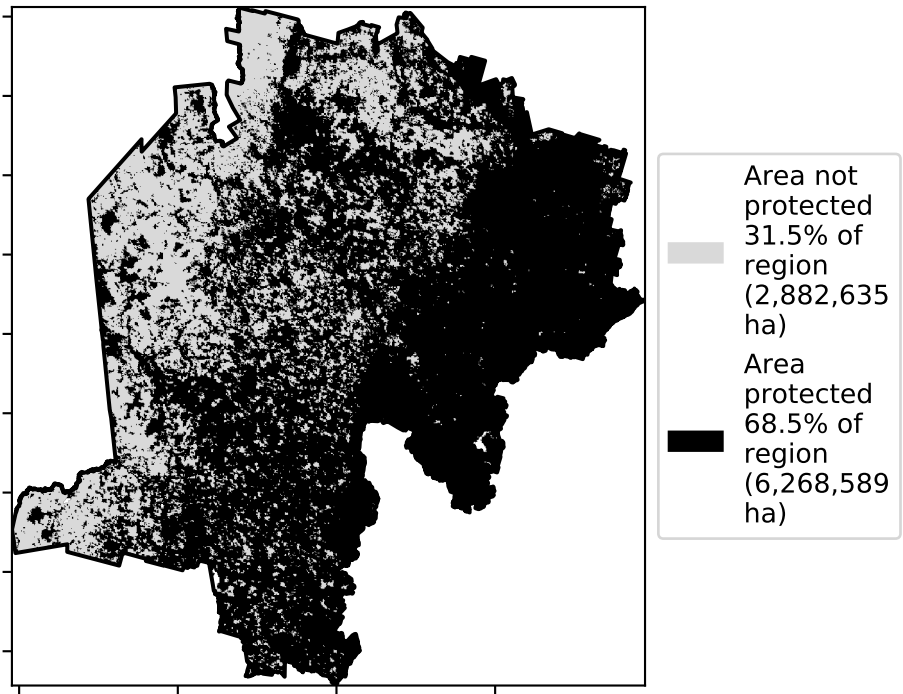 Area not
protected
31.5% of
region
(2,882,635
ha)
Area
protected
68.5% of
region
(6,268,589
ha)